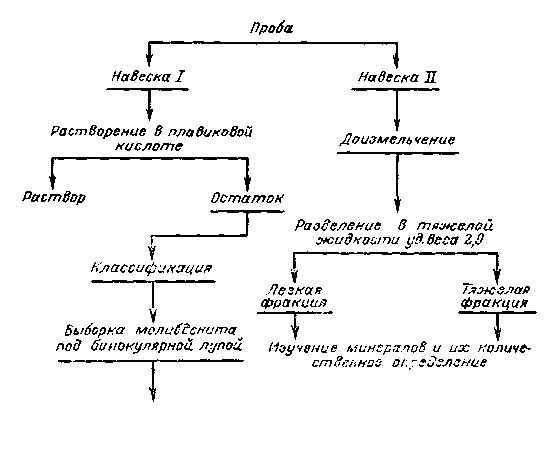 Проба
Навеска I
Навеска II
Растворение в плавиковой
кислоте
Доизмельчение
Раствор
Остаток
Разделение в тяжелой
жидкости уд. веса 2,9
Классификация
Легкая
фракция
Тяжелая
фракция
Выборка молибденита
под бинокулярной лупой
Изучение минералов и их количе-
ственное определение